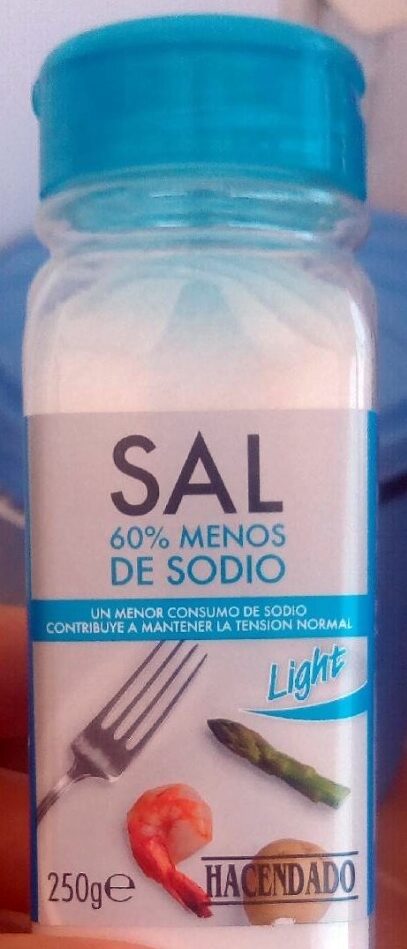 SAL
60% MENOS
DE SODIO
UN MENOR CONSUMO DE SODIO
CONTRIBUYE A MANTENER LA TENSION NORMAL
Light
250g℮
HACENDADO